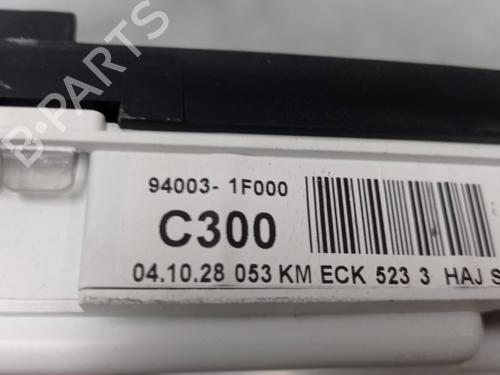 B-PARTS
94003- 1F000
C300
04.10.28 053 KM ECK 523 3 HAJ S